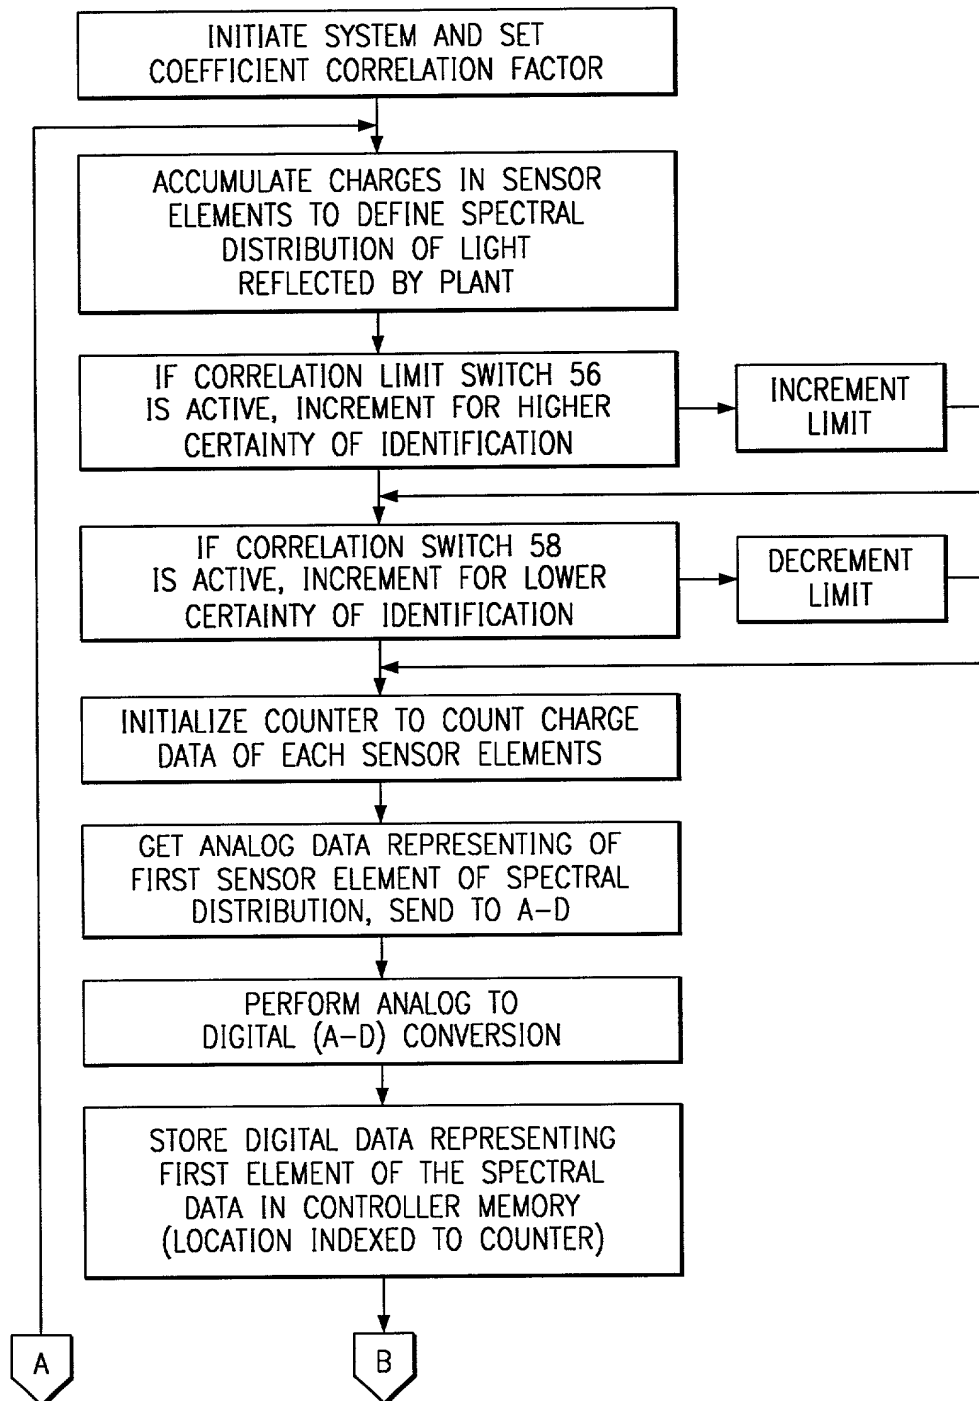 INITIATE SYSTEM AND SET
COEFFICIENT CORRELATION FACTOR
ACCUMULATE CHARGES IN SENSOR
ELEMENTS TO DEFINE SPECTRAL
DISTRIBUTION OF LIGHT
REFLECTED BY PLANT
IF CORRELATION LIMIT SWITCH 56
IS ACTIVE, INCREMENT FOR HIGHER
CERTAINTY OF IDENTIFICATION
INCREMENT
LIMIT
IF CORRELATION SWITCH 58
IS ACTIVE, INCREMENT FOR LOWER
CERTAINTY OF IDENTIFICATION
DECREMENT
LIMIT
INITIALIZE COUNTER TO COUNT CHARGE
DATA OF EACH SENSOR ELEMENTS
GET ANALOG DATA REPRESENTING OF
FIRST SENSOR ELEMENT OF SPECTRAL
DISTRIBUTION, SEND TO A-D
PERFORM ANALOG TO
DIGITAL (A-D) CONVERSION
STORE DIGITAL DATA REPRESENTING
FIRST ELEMENT OF THE SPECTRAL
DATA IN CONTROLLER MEMORY
(LOCATION INDEXED TO COUNTER)
A
B